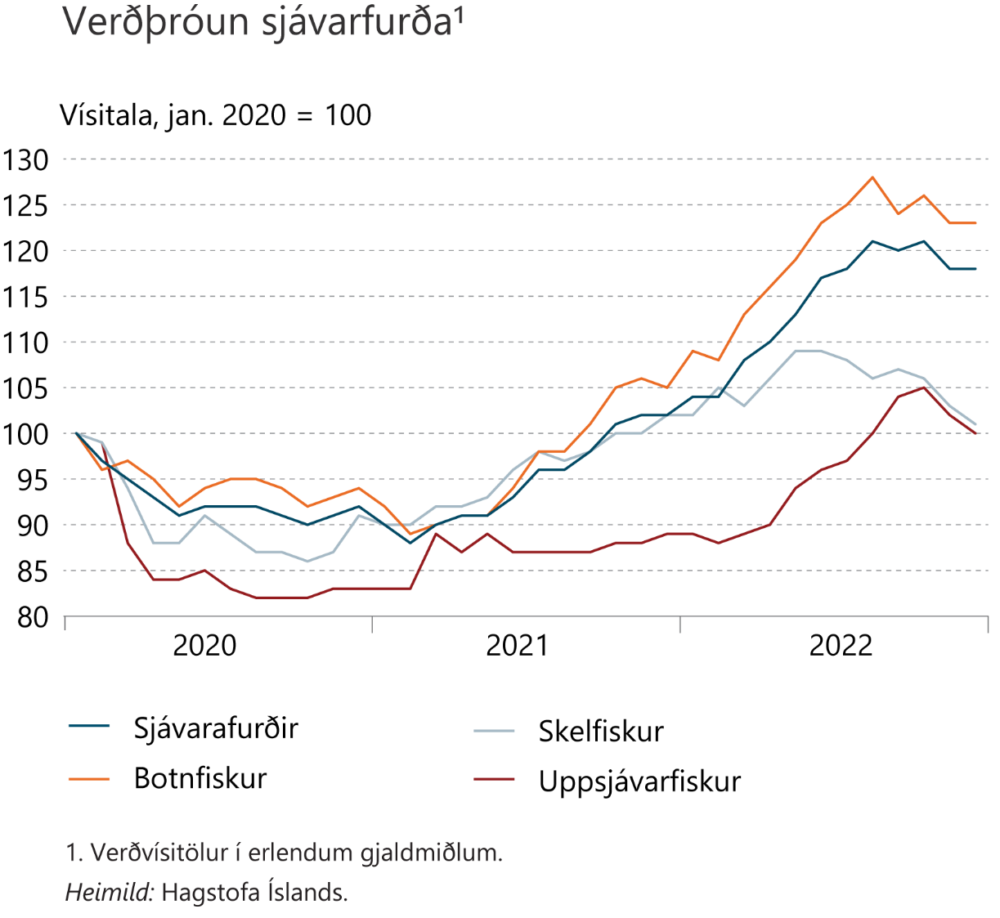 Verðþróun sjávarfurða¹
Vísitala, jan. 2020 = 100
130
125
120
115
110
105
100
95
90
85
80
2020 2021 2022
Sjávarafurðir
Skelfiskur
Botnfiskur
Uppsjávarfiskur
1. Verðvísitölur í erlendum gjaldmiðlum.
Heimild: Hagstofa Íslands.